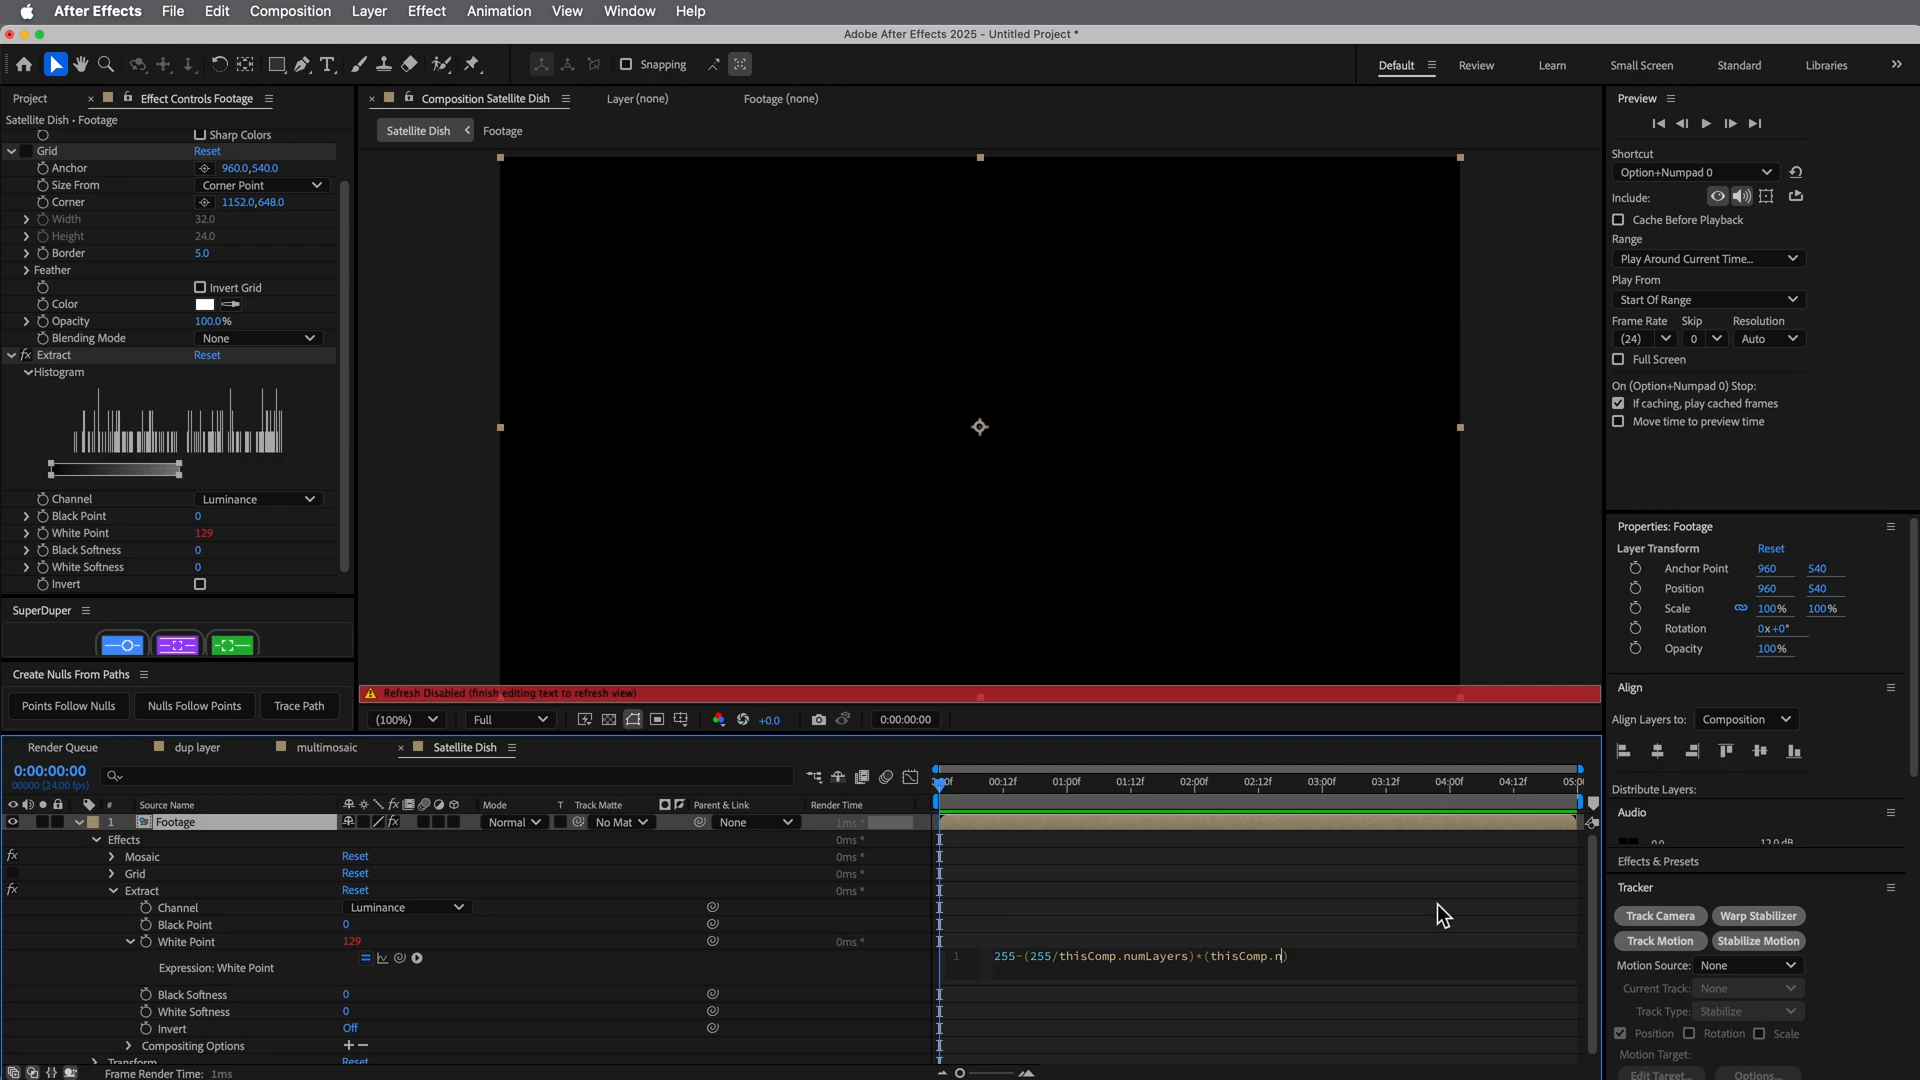 After Effects File Edit Composition Layer Effect Animation View Window Help
Adobe After Effects 2025 - Untitled Project *
Snapping
Default Review Learn Small Screen Standard Libraries
Project Effect Controls Footage
Satellite Dish • Footage
Sharp Colors
Grid Reset
Anchor 960.0,540.0
Size From Corner Point
Corner 1152.0,648.0
Width 32.0
Height 24.0
Border 5.0
Feather
Invert Grid
Color
Opacity 100.0%
Blending Mode None
fx Extract Reset
Histogram
Channel Luminance
Black Point 0
White Point 129
Black Softness 0
White Softness 0
Invert
SuperDuper
Create Nulls From Paths
Points Follow Nulls Nulls Follow Points Trace Path
Composition Satellite Dish Layer (none) Footage (none)
Satellite Dish Footage
Refresh Disabled (finish editing text to refresh view)
(100%) Full +0.0 0:00:00:00
Preview
Shortcut
Option+Numpad 0
Include:
Cache Before Playback
Range
Play Around Current Time...
Play From
Start Of Range
Frame Rate Skip Resolution
(24) 0 Auto
Full Screen
On (Option+Numpad 0) Stop:
If caching, play cached frames
Move time to preview time
Properties: Footage
Layer Transform Reset
Anchor Point 960 540
Position 960 540
Scale 100% 100%
Rotation 0x+0°
Opacity 100%
Align
Align Layers to: Composition
Distribute Layers:
Audio
Effects & Presets
Tracker
Track Camera Warp Stabilizer
Track Motion Stabilize Motion
Motion Source: None
Current Track: None
Track Type: Stabilize
Position Rotation Scale
Motion Target:
Edit Target... Options...
Render Queue dup layer multimosaic Satellite Dish
0:00:00:00
00000 (24.00 fps)
# Source Name fx Mode T Track Matte Parent & Link Render Time
00:12f 01:00f 01:12f 02:00f 02:12f 03:00f 03:12f 04:00f 04:12f
1 Footage fx Normal No Mat None 1ms *
Effects 0ms *
fx Mosaic Reset 0ms *
Grid Reset 0ms *
fx Extract Reset 0ms *
Channel Luminance
Black Point 0
White Point 129 0ms *
Expression: White Point
1 255-(255/thisComp.numLayers)*(thisComp.n)
Black Softness 0
White Softness 0
Invert Off
Compositing Options + −
Transform Reset
Frame Render Time: 1ms